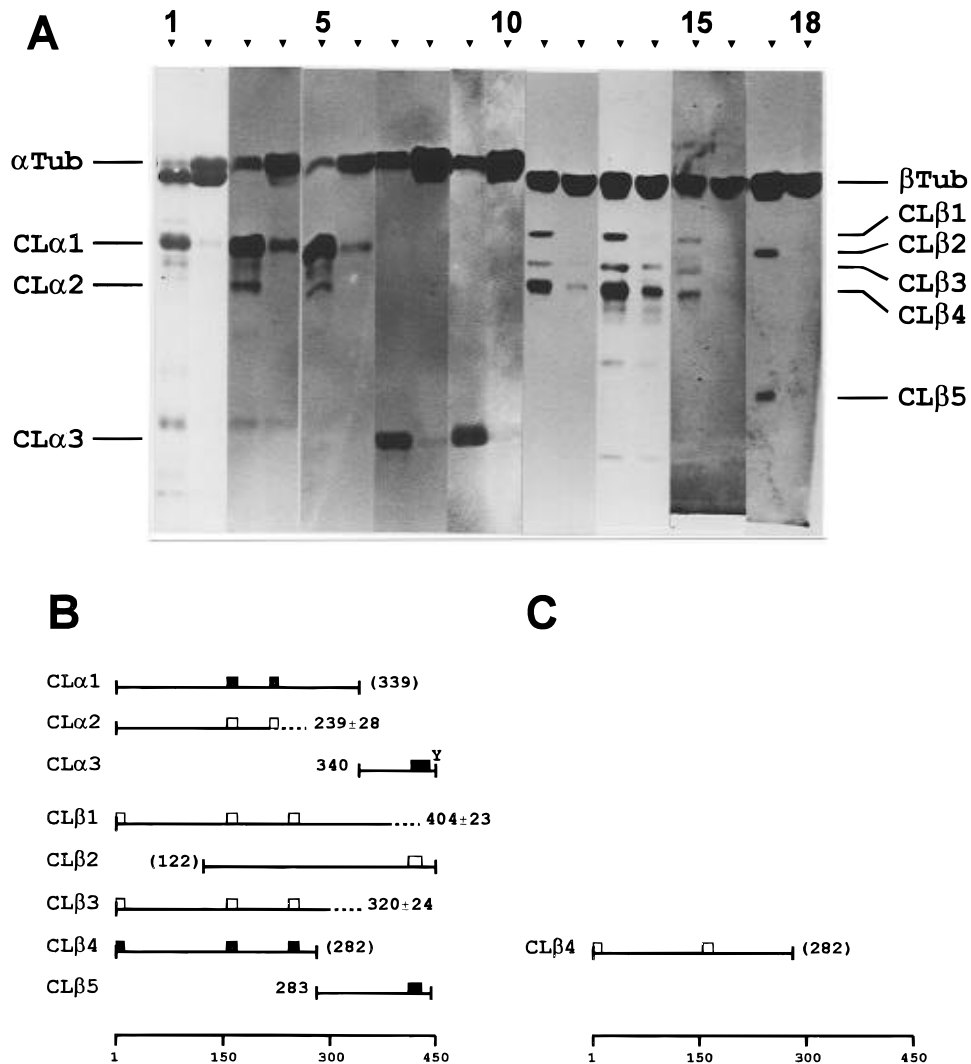 A
1 5 10 15 18
αTub
CLα1
CLα2
CLα3
βTub
CLβ1
CLβ2
CLβ3
CLβ4
CLβ5
B
CLα1 (339)
CLα2 239±28
CLα3 340 Y
CLβ1 404±23
CLβ2 (122)
CLβ3 320±24
CLβ4 (282)
CLβ5 283
1 150 300 450
C
CLβ4 (282)
1 150 300 450